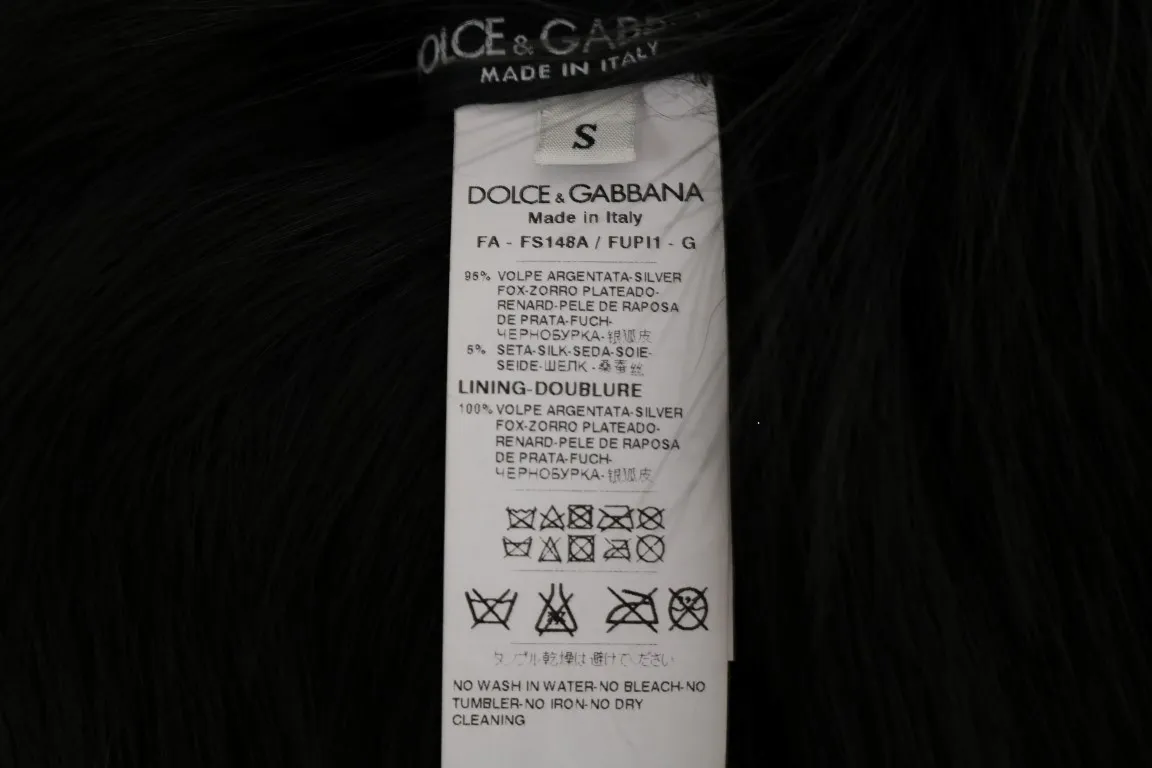 OLCE & GABB
MADE IN ITALY
S
DOLCE & GABBANA
Made in Italy
FA - FS148A / FUPI1 - G
95% VOLPE ARGENTATA-SILVER
FOX-ZORRO PLATEADO-
RENARD-PELE DE RAPOSA
DE PRATA-FUCH-
ЧЕРНОБУРКА-银狐皮
5% SETA-SILK-SEDA-SOIE-
SEIDE-ШЕЛК-桑蚕丝
LINING-DOUBLURE
100% VOLPE ARGENTATA-SILVER
FOX-ZORRO PLATEADO-
RENARD-PELE DE RAPOSA
DE PRATA-FUCH-
ЧЕРНОБУРКА-银狐皮
タンブル乾燥は避けてください
NO WASH IN WATER-NO BLEACH-NO
TUMBLER-NO IRON-NO DRY
CLEANING